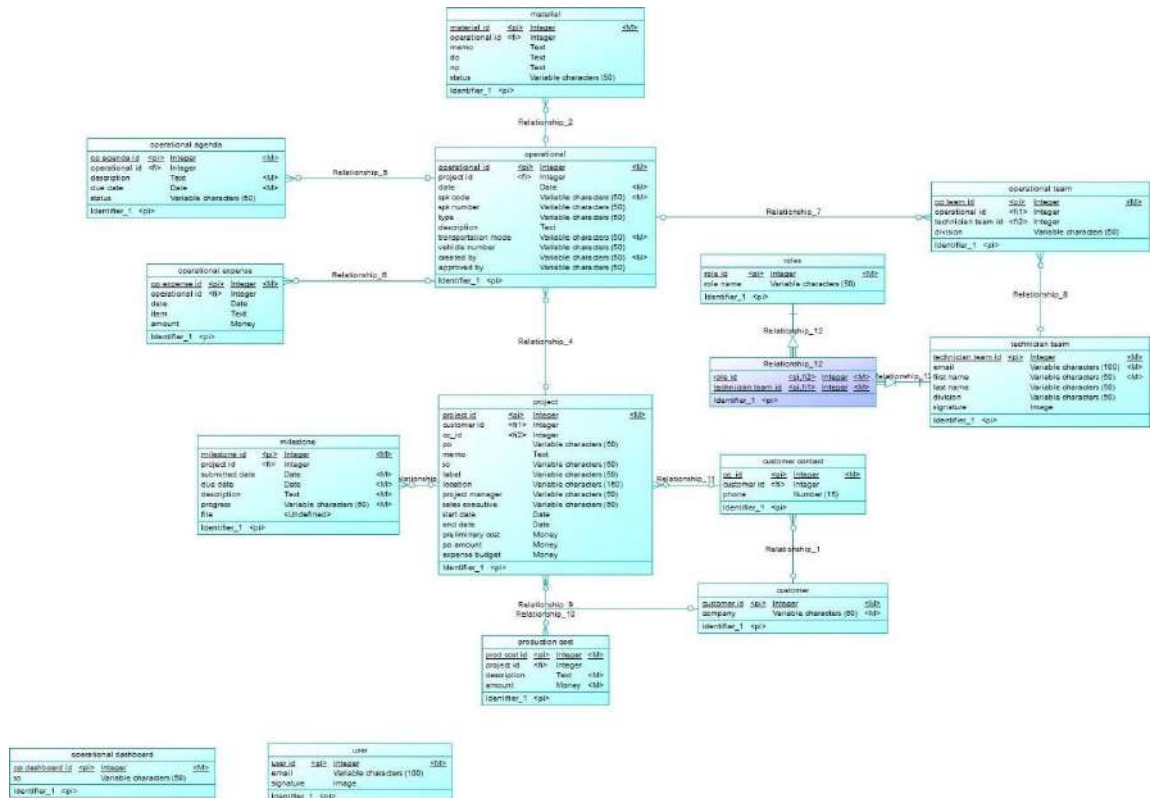 material
material id <pi> Integer <M>
operational id <fi> Integer
memo Text
do Text
np Text
status Variable characters (50)
Identifier_1 <pi>
Relationship_2
operational agenda
op agenda id <pi> Integer <M>
operational id <fi> Integer
description Text <M>
due date Date <M>
status Variable characters (50)
Identifier_1 <pi>
Relationship_5
operational
operational id <pi> Integer <M>
project id <fi> Integer
date Date <M>
spk code Variable characters (50) <M>
spk number Variable characters (50)
type Variable characters (50)
description Text
transportation mode Variable characters (50) <M>
vehicle number Variable characters (50)
created by Variable characters (50) <M>
approved by Variable characters (50)
Identifier_1 <pi>
Relationship_7
operational team
op team id <pi> Integer <M>
operational id <fi1> Integer
technician team id <fi2> Integer
division Variable characters (50)
Identifier_1 <pi>
operational expense
op expense id <pi> Integer <M>
operational id <fi> Integer
date Date
item Text
amount Money
Identifier_1 <pi>
Relationship_6
roles
role id <pi> Integer <M>
role name Variable characters (50)
Identifier_1 <pi>
Relationship_8
Relationship_4
Relationship_12
Relationship_12
role id <pi,fi2> Integer <M>
technician team id <pi,fi1> Integer <M>
Identifier_1 <pi>
technician team
technician team id <pi> Integer <M>
email Variable characters (100) <M>
first name Variable characters (50) <M>
last name Variable characters (50)
division Variable characters (50)
signature Image
Identifier_1 <pi>
project
project id <pi> Integer <M>
customer id <fi1> Integer
cc_id <fi2> Integer
po Variable characters (50)
memo Text
so Variable characters (50)
label Variable characters (50)
location Variable characters (150)
project manager Variable characters (50)
sales executive Variable characters (50)
start date Date
end date Date
preliminary cost Money
po amount Money
expense budget Money
Identifier_1 <pi>
milestone
milestone id <pi> Integer <M>
project id <fi> Integer
submitted date Date <M>
due date Date <M>
description Text <M>
progress Variable characters (50) <M>
file <Undefined>
Identifier_1 <pi>
Relationship_11
customer contact
cc_id <pi> Integer <M>
customer id <fi> Integer
phone Number (15)
Identifier_1 <pi>
Relationship_1
customer
customer id <pi> Integer <M>
company Variable characters (50) <M>
Identifier_1 <pi>
Relationship_9
Relationship_10
production cost
prod cost id <pi> Integer <M>
project id <fi> Integer
description Text <M>
amount Money <M>
Identifier_1 <pi>
operational dashboard
op dashboard id <pi> Integer <M>
so Variable characters (50)
Identifier_1 <pi>
user
user id <pi> Integer <M>
email Variable characters (100)
signature Image
Identifier_1 <pi>